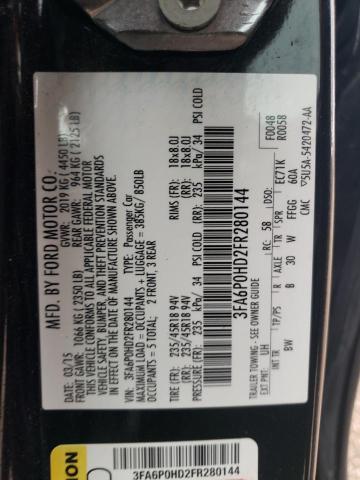 MFD. BY FORD MOTOR CO.
03/15
GVWR: 2019 KG (4450 LB)
FRONT GAWR: 1066 KG (2350 LB)
REAR GAWR: 964 KG (2125 LB)
THIS VEHICLE CONFORMS TO ALL APPLICABLE FEDERAL MOTOR
VEHICLE SAFETY, BUMPER, AND THEFT PREVENTION STANDARDS
IN EFFECT ON THE DATE OF MANUFACTURE SHOWN ABOVE.
VIN: 3FA6P0HD2FR280144
TYPE: Passenger Car
MAXIMUM LOAD = OCCUPANTS + LUGGAGE = 385KG / 850LB
OCCUPANTS = 5 TOTAL, 2 FRONT, 3 REAR
TIRES (FR): 235/45R18 94V RIMS (FR): 18x8.0J
(RR): 235/45R18 94V (RR): 18x8.0J
PRESSURE (FR): 235 kPa/ 34 PSI COLD
(RR): 235 kPa/ 34 PSI COLD
3FA6P0HD2FR280144
F0048
R0058
TRAILER TOWING - SEE OWNER GUIDE
EXT PNT: UH RC: 58 DSO: EC71K
TP/PS R AXLE TR SPR
BW B 30 W FFGG 60A
CMC 5U5A-5420472-AA
3FA6P0HD2FR280144